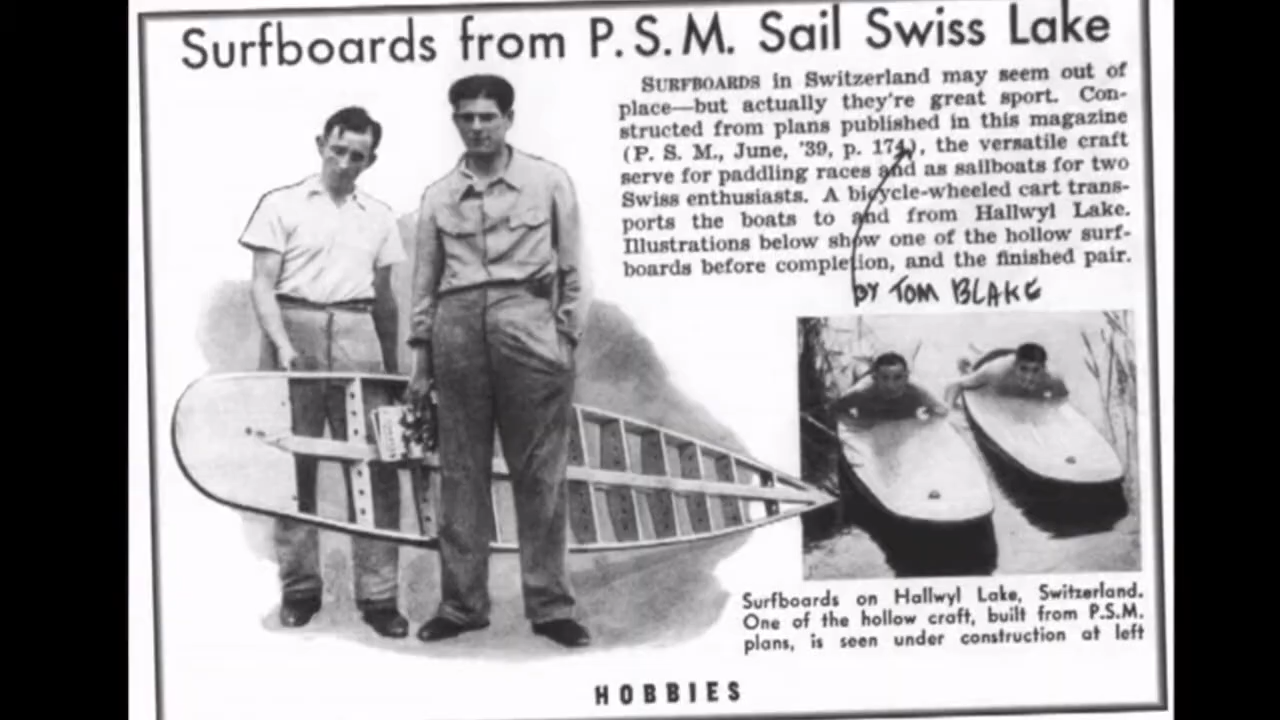 Surfboards from P.S.M. Sail Swiss Lake
SURFBOARDS in Switzerland may seem out of
place—but actually they're great sport. Con-
structed from plans published in this magazine
(P. S. M., June, '39, p. 174), the versatile craft
serve for paddling races and as sailboats for two
Swiss enthusiasts. A bicycle-wheeled cart trans-
ports the boats to and from Hallwyl Lake.
Illustrations below show one of the hollow surf-
boards before completion, and the finished pair.
BY TOM BLAKE
Surfboards on Hallwyl Lake, Switzerland.
One of the hollow craft, built from P.S.M.
plans, is seen under construction at left
HOBBIES